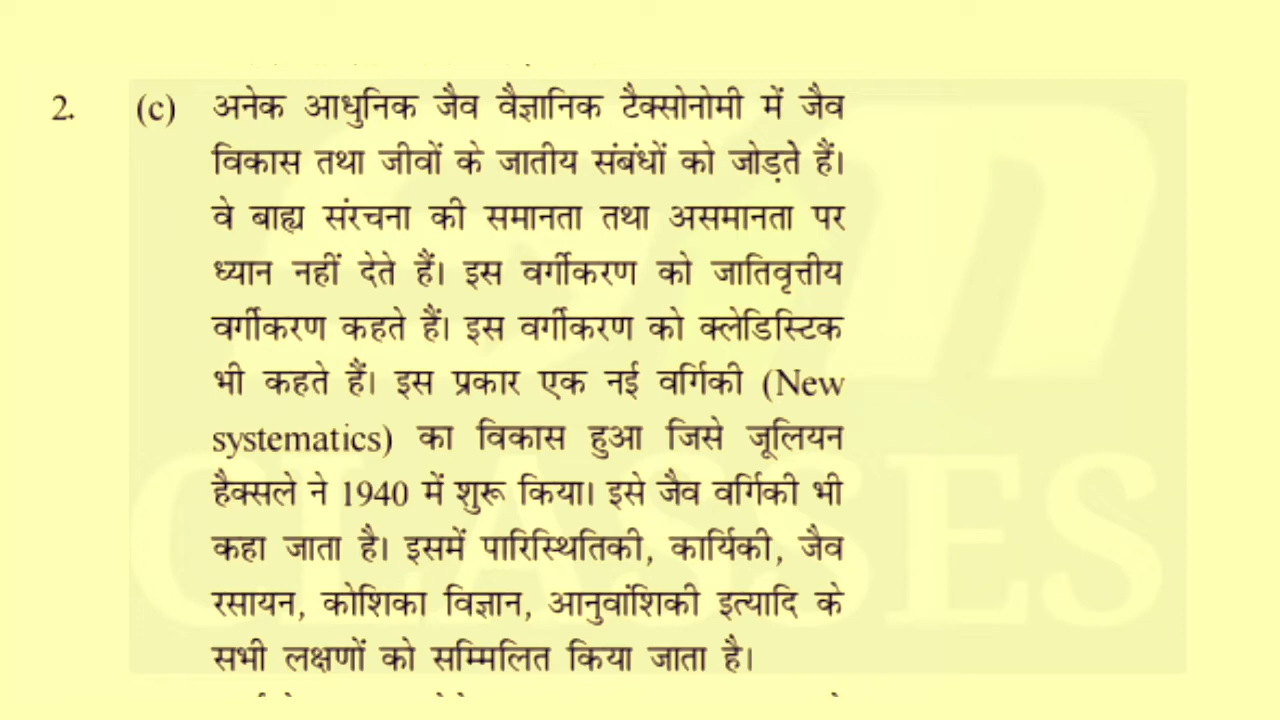 2. (c) अनेक आधुनिक जैव वैज्ञानिक टैक्सोनोमी में जैव
विकास तथा जीवों के जातीय संबंधों को जोड़ते हैं।
वे बाह्य संरचना की समानता तथा असमानता पर
ध्यान नहीं देते हैं। इस वर्गीकरण को जातिवृत्तीय
वर्गीकरण कहते हैं। इस वर्गीकरण को क्लेडिस्टिक
भी कहते हैं। इस प्रकार एक नई वर्गिकी (New
systematics) का विकास हुआ जिसे जूलियन
हैक्सले ने 1940 में शुरू किया। इसे जैव वर्गिकी भी
कहा जाता है। इसमें पारिस्थितिकी, कार्यिकी, जैव
रसायन, कोशिका विज्ञान, आनुवांशिकी इत्यादि के
सभी लक्षणों को सम्मिलित किया जाता है।
CLASSES